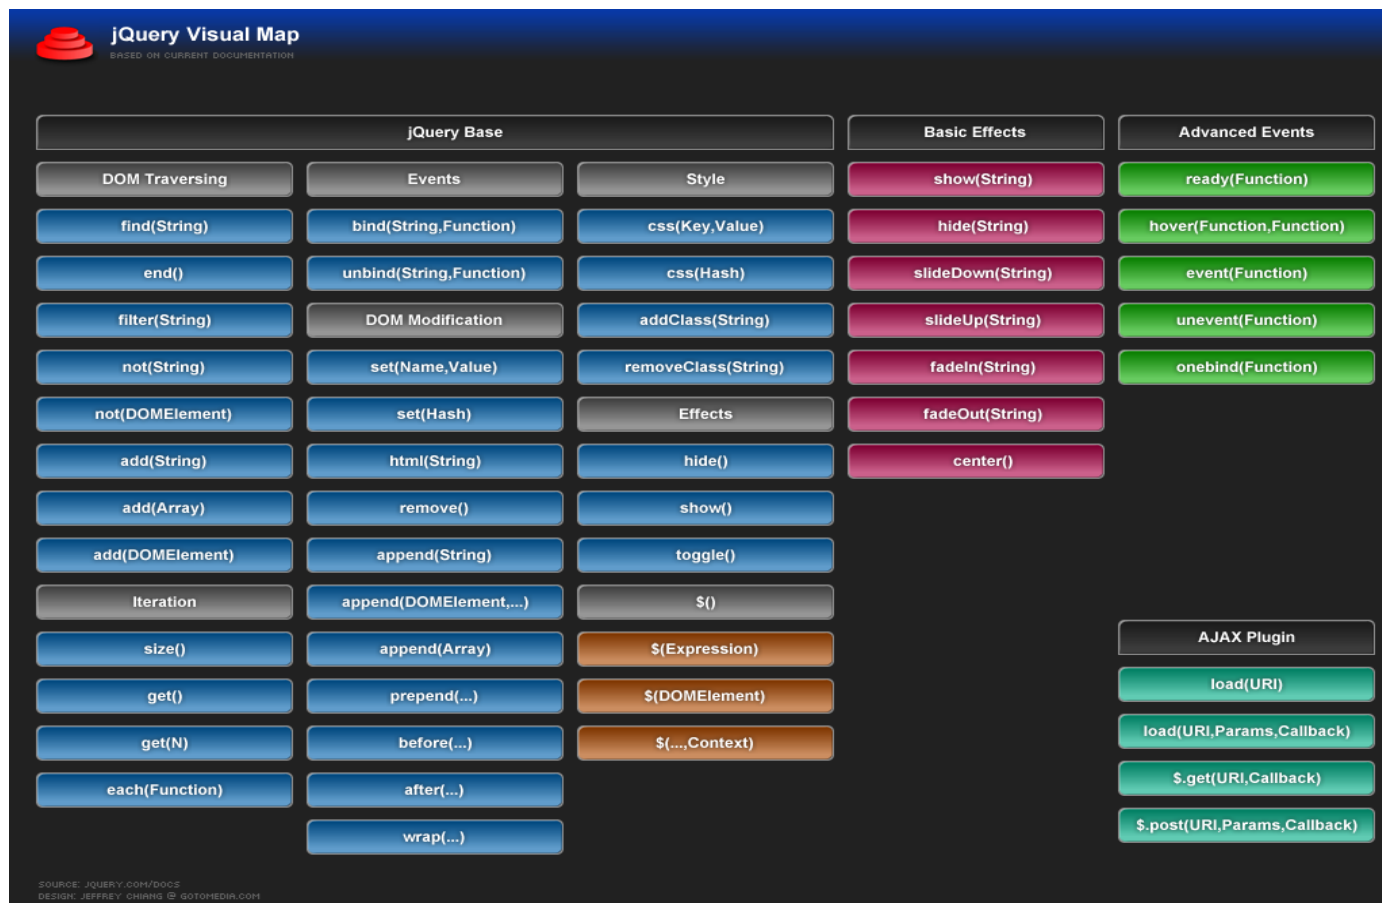 jQuery Visual Map
BASED ON CURRENT DOCUMENTATION
jQuery Base
DOM Traversing
find(String)
end()
filter(String)
not(String)
not(DOMElement)
add(String)
add(Array)
add(DOMElement)
Iteration
size()
get()
get(N)
each(Function)
Events
bind(String,Function)
unbind(String,Function)
DOM Modification
set(Name,Value)
set(Hash)
html(String)
remove()
append(String)
append(DOMElement,...)
append(Array)
prepend(...)
before(...)
after(...)
wrap(...)
Style
css(Key,Value)
css(Hash)
addClass(String)
removeClass(String)
Effects
hide()
show()
toggle()
$()
$(Expression)
$(DOMElement)
$(...,Context)
Basic Effects
show(String)
hide(String)
slideDown(String)
slideUp(String)
fadeIn(String)
fadeOut(String)
center()
Advanced Events
ready(Function)
hover(Function,Function)
event(Function)
unevent(Function)
onebind(Function)
AJAX Plugin
load(URI)
load(URI,Params,Callback)
$.get(URI,Callback)
$.post(URI,Params,Callback)
SOURCE: JQUERY.COM/DOCS
DESIGN: JEFFREY CHIANG @ GOTOMEDIA.COM